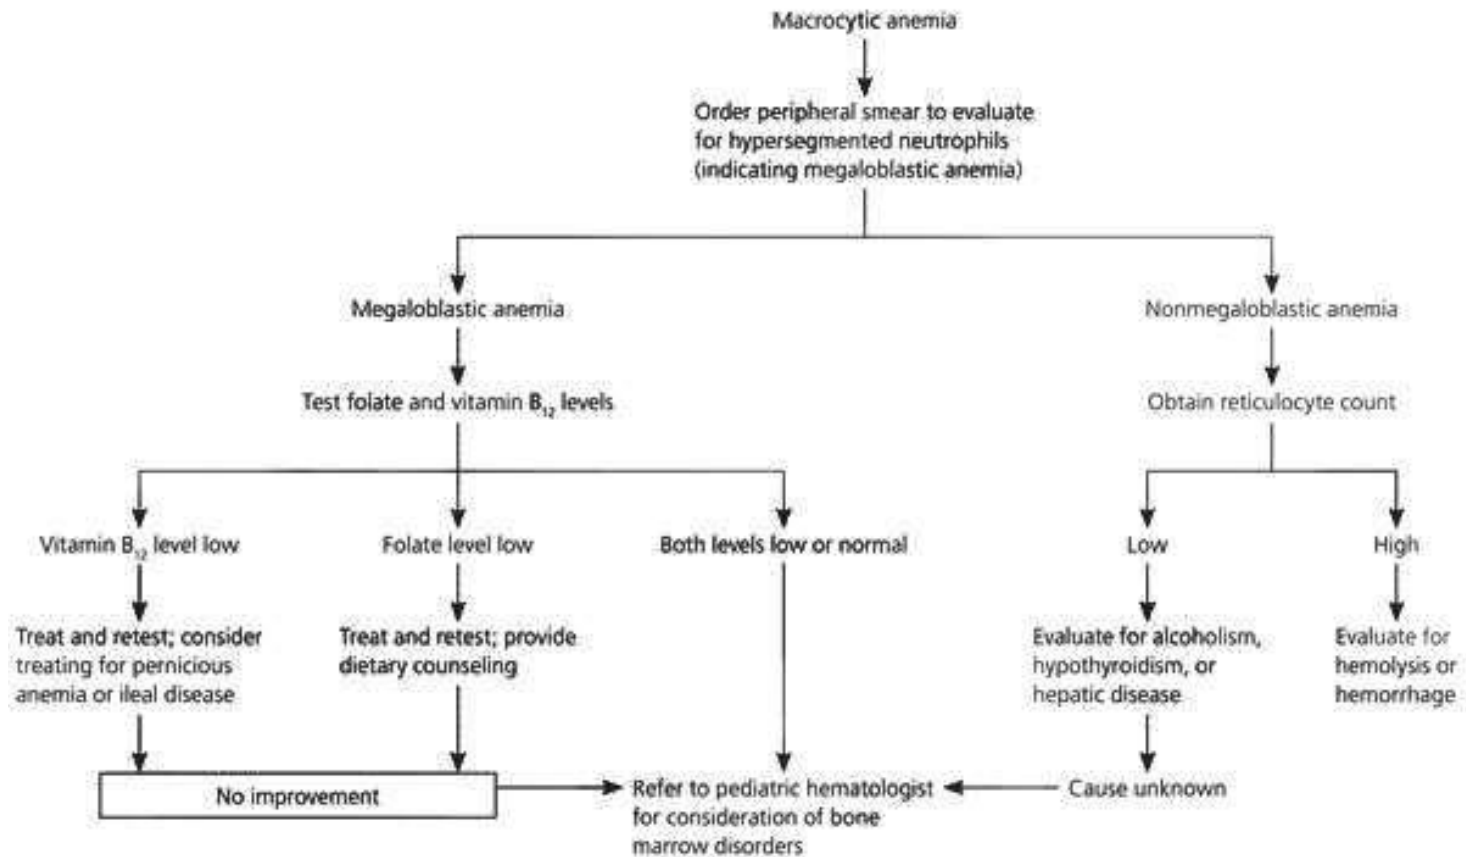 Macrocytic anemia
Order peripheral smear to evaluate
for hypersegmented neutrophils
(indicating megaloblastic anemia)
Megaloblastic anemia
Nonmegaloblastic anemia
Test folate and vitamin B₁₂ levels
Obtain reticulocyte count
Vitamin B₁₂ level low
Folate level low
Both levels low or normal
Low
High
Treat and retest; consider
treating for pernicious
anemia or ileal disease
Treat and retest; provide
dietary counseling
Evaluate for alcoholism,
hypothyroidism, or
hepatic disease
Evaluate for
hemolysis or
hemorrhage
No improvement
Refer to pediatric hematologist
for consideration of bone
marrow disorders
Cause unknown